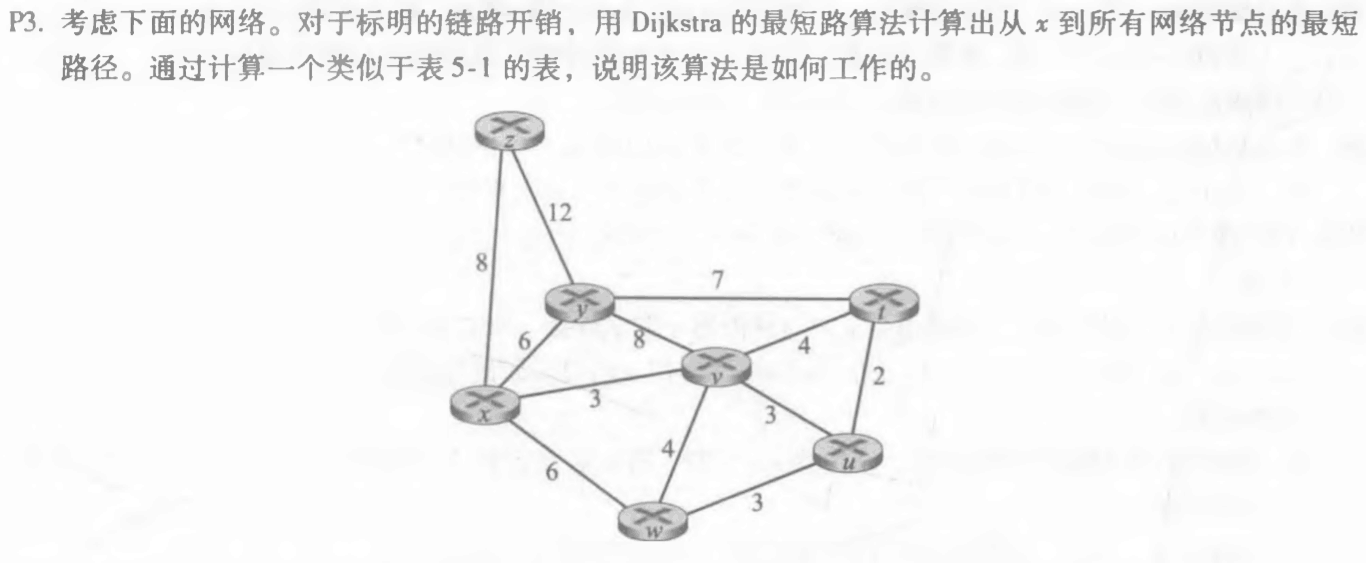 P3. 考虑下面的网络。对于标明的链路开销，用 Dijkstra 的最短路算法计算出从 x 到所有网络节点的最短
路径。通过计算一个类似于表 5-1 的表，说明该算法是如何工作的。
z
12
8
7
y
t
6
8
4
v
2
3
x
3
4
u
6
3
w